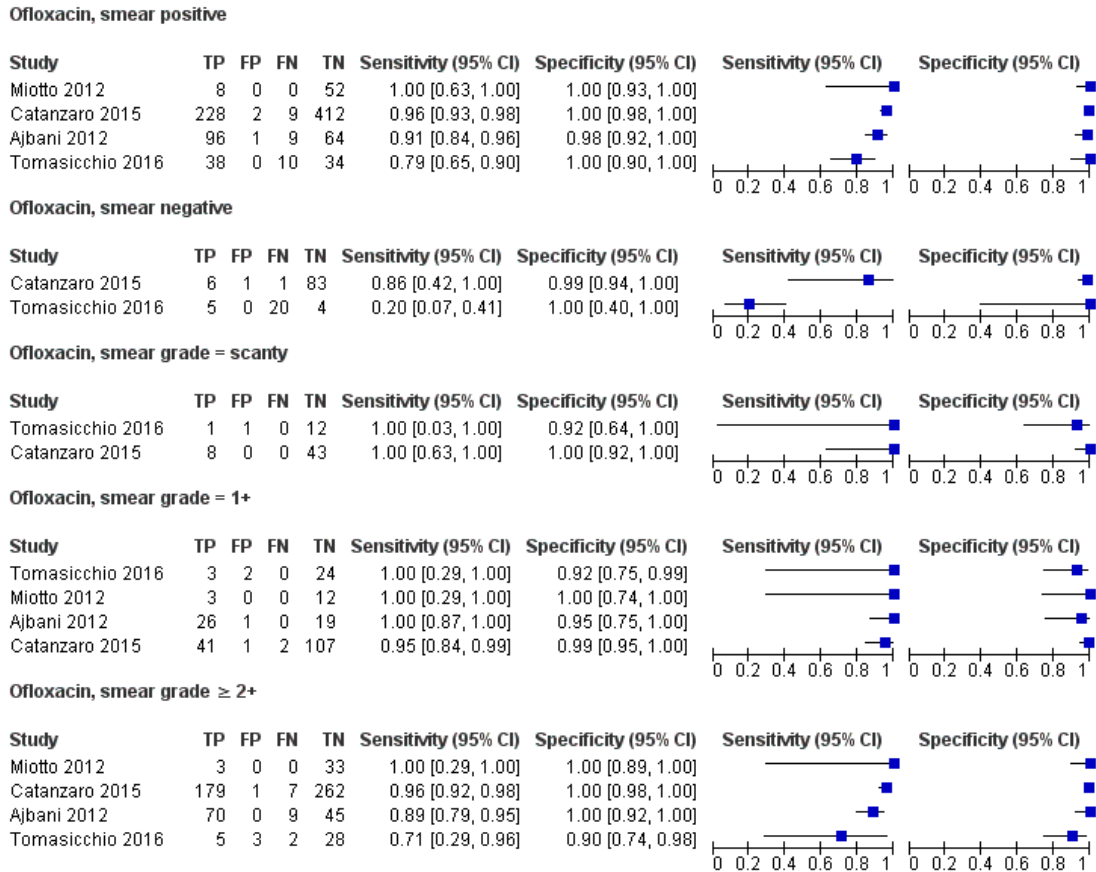 Ofloxacin, smear positive
Study TP FP FN TN Sensitivity (95% CI) Specificity (95% CI) Sensitivity (95% CI) Specificity (95% CI)
Miotto 2012 8 0 0 52 1.00 [0.63, 1.00] 1.00 [0.93, 1.00]
Catanzaro 2015 228 2 9 412 0.96 [0.93, 0.98] 1.00 [0.98, 1.00]
Ajbani 2012 96 1 9 64 0.91 [0.84, 0.96] 0.98 [0.92, 1.00]
Tomasicchio 2016 38 0 10 34 0.79 [0.65, 0.90] 1.00 [0.90, 1.00]
0 0.2 0.4 0.6 0.8 1 0 0.2 0.4 0.6 0.8 1
Ofloxacin, smear negative
Study TP FP FN TN Sensitivity (95% CI) Specificity (95% CI) Sensitivity (95% CI) Specificity (95% CI)
Catanzaro 2015 6 1 1 83 0.86 [0.42, 1.00] 0.99 [0.94, 1.00]
Tomasicchio 2016 5 0 20 4 0.20 [0.07, 0.41] 1.00 [0.40, 1.00]
0 0.2 0.4 0.6 0.8 1 0 0.2 0.4 0.6 0.8 1
Ofloxacin, smear grade = scanty
Study TP FP FN TN Sensitivity (95% CI) Specificity (95% CI) Sensitivity (95% CI) Specificity (95% CI)
Tomasicchio 2016 1 1 0 12 1.00 [0.03, 1.00] 0.92 [0.64, 1.00]
Catanzaro 2015 8 0 0 43 1.00 [0.63, 1.00] 1.00 [0.92, 1.00]
0 0.2 0.4 0.6 0.8 1 0 0.2 0.4 0.6 0.8 1
Ofloxacin, smear grade = 1+
Study TP FP FN TN Sensitivity (95% CI) Specificity (95% CI) Sensitivity (95% CI) Specificity (95% CI)
Tomasicchio 2016 3 2 0 24 1.00 [0.29, 1.00] 0.92 [0.75, 0.99]
Miotto 2012 3 0 0 12 1.00 [0.29, 1.00] 1.00 [0.74, 1.00]
Ajbani 2012 26 1 0 19 1.00 [0.87, 1.00] 0.95 [0.75, 1.00]
Catanzaro 2015 41 1 2 107 0.95 [0.84, 0.99] 0.99 [0.95, 1.00]
0 0.2 0.4 0.6 0.8 1 0 0.2 0.4 0.6 0.8 1
Ofloxacin, smear grade ≥ 2+
Study TP FP FN TN Sensitivity (95% CI) Specificity (95% CI) Sensitivity (95% CI) Specificity (95% CI)
Miotto 2012 3 0 0 33 1.00 [0.29, 1.00] 1.00 [0.89, 1.00]
Catanzaro 2015 179 1 7 262 0.96 [0.92, 0.98] 1.00 [0.98, 1.00]
Ajbani 2012 70 0 9 45 0.89 [0.79, 0.95] 1.00 [0.92, 1.00]
Tomasicchio 2016 5 3 2 28 0.71 [0.29, 0.96] 0.90 [0.74, 0.98]
0 0.2 0.4 0.6 0.8 1 0 0.2 0.4 0.6 0.8 1